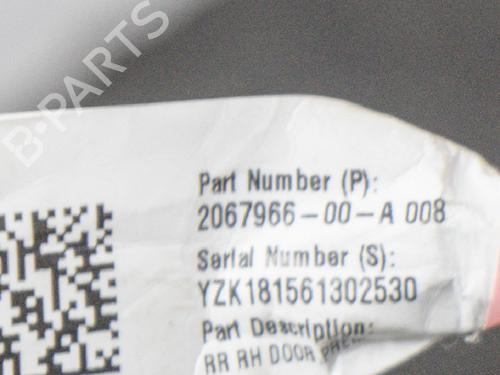 B-PARTS
Part Number (P):
2067966-00-A 008
Serial Number (S):
YZK181561302530
Part Description:
RR RH DOOR